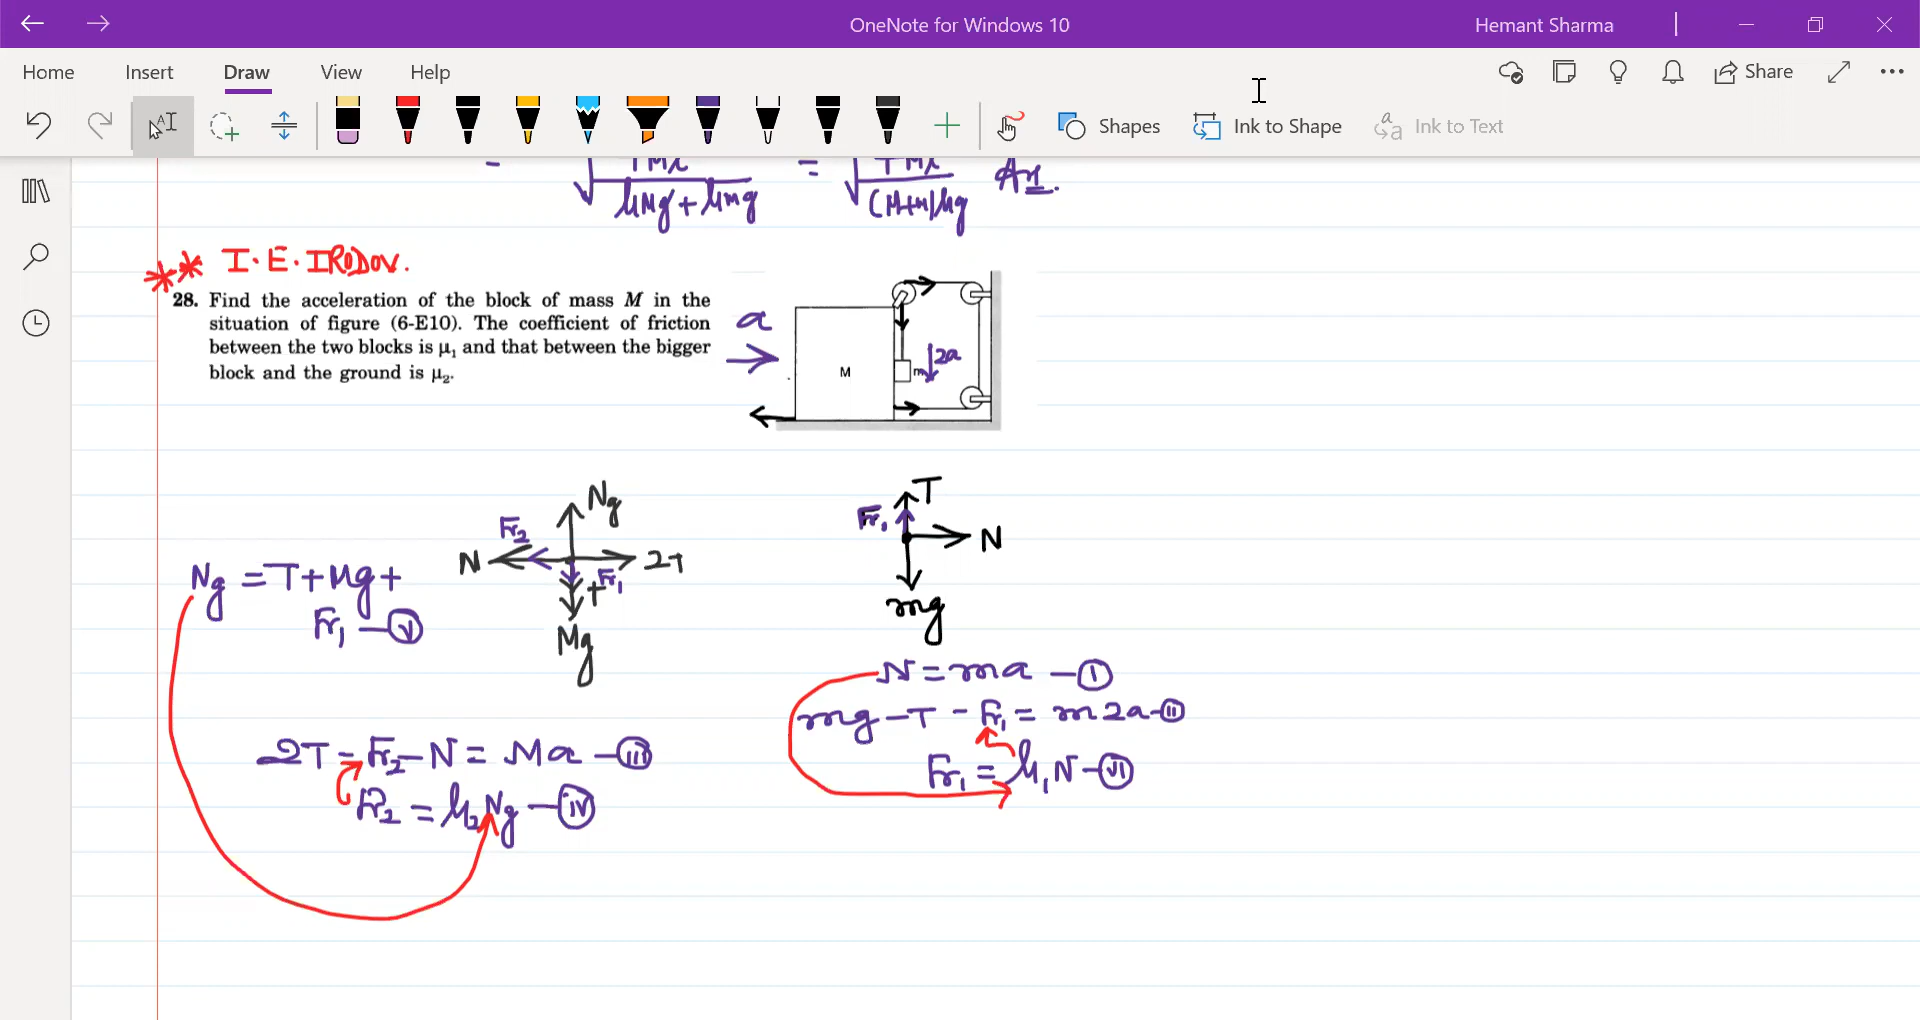 OneNote for Windows 10
Hemant Sharma
Home Insert Draw View Help
Share
Shapes Ink to Shape Ink to Text
= √ μMg + μmg = √ (M+m)μg
** I.E. IRODOV.
28. Find the acceleration of the block of mass M in the
situation of figure (6-E10). The coefficient of friction
between the two blocks is μ₁ and that between the bigger
block and the ground is μ₂.
a
M
m
2a
Ng
Fr₂
N
2T
T Fr₁
Mg
T
Fr₁
N
mg
Ng = T + Mg +
Fr₁ – Ⓥ
N = ma – Ⓘ
mg – T – Fr₁ = m2a – ⅱ
Fr₁ = μ₁N – ⅵ
2T – Fr₂ – N = Ma – ⅲ
Fr₂ = μ₂Ng – ⅳ